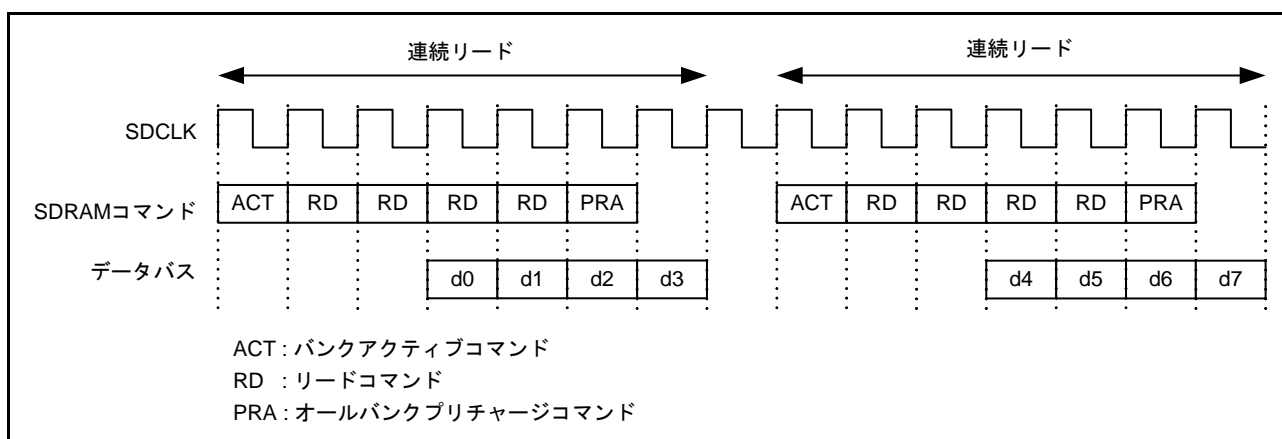 連続リード 連続リード
SDCLK
SDRAMコマンド ACT RD RD RD RD PRA ACT RD RD RD RD PRA
データバス d0 d1 d2 d3 d4 d5 d6 d7
ACT : バンクアクティブコマンド
RD : リードコマンド
PRA : オールバンクプリチャージコマンド